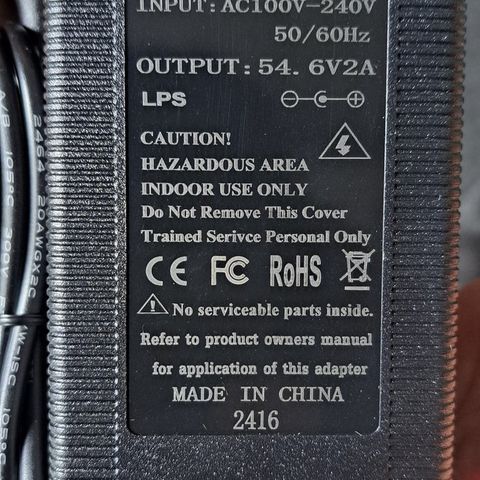 INPUT: AC100V-240V
50/60Hz
OUTPUT: 54.6V2A
LPS
CAUTION!
HAZARDOUS AREA
INDOOR USE ONLY
Do Not Remove This Cover
Trained Serivce Personal Only
CE FC RoHS
No serviceable parts inside.
Refer to product owners manual
for application of this adapter
MADE IN CHINA
2416